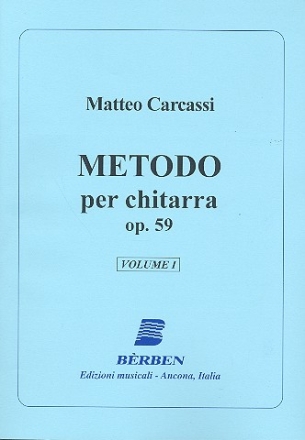 Matteo Carcassi
METODO
per chitarra
op. 59
VOLUME I
BÈRBEN
Edizioni musicali - Ancona, Italia